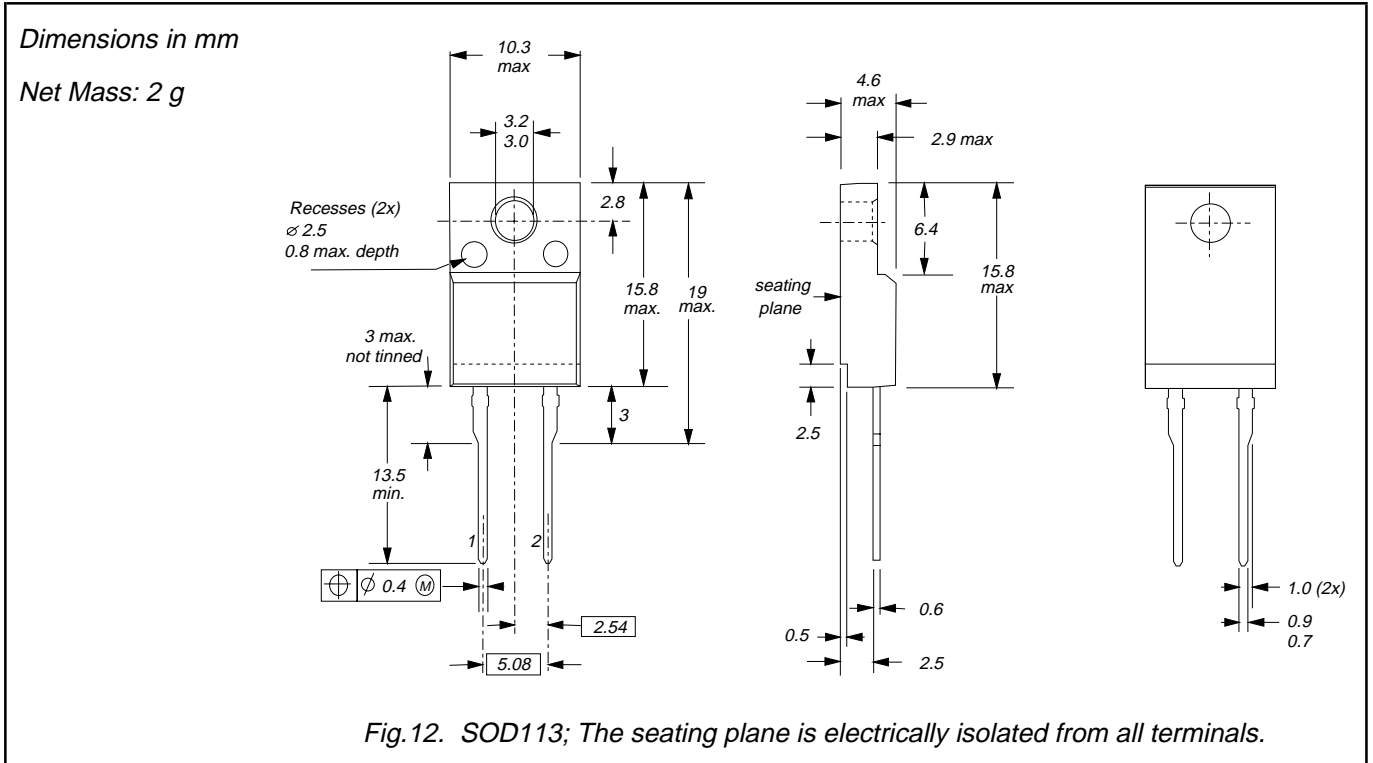 Dimensions in mm
Net Mass: 2 g
10.3
max
3.2
3.0
Recesses (2x)
⌀ 2.5
0.8 max. depth
2.8
15.8
max.
19
max.
3 max.
not tinned
3
13.5
min.
1
2
⌀ 0.4 Ⓜ
2.54
5.08
4.6
max
2.9 max
6.4
15.8
max
seating
plane
2.5
0.6
0.5
2.5
1.0 (2x)
0.9
0.7
Fig.12. SOD113; The seating plane is electrically isolated from all terminals.